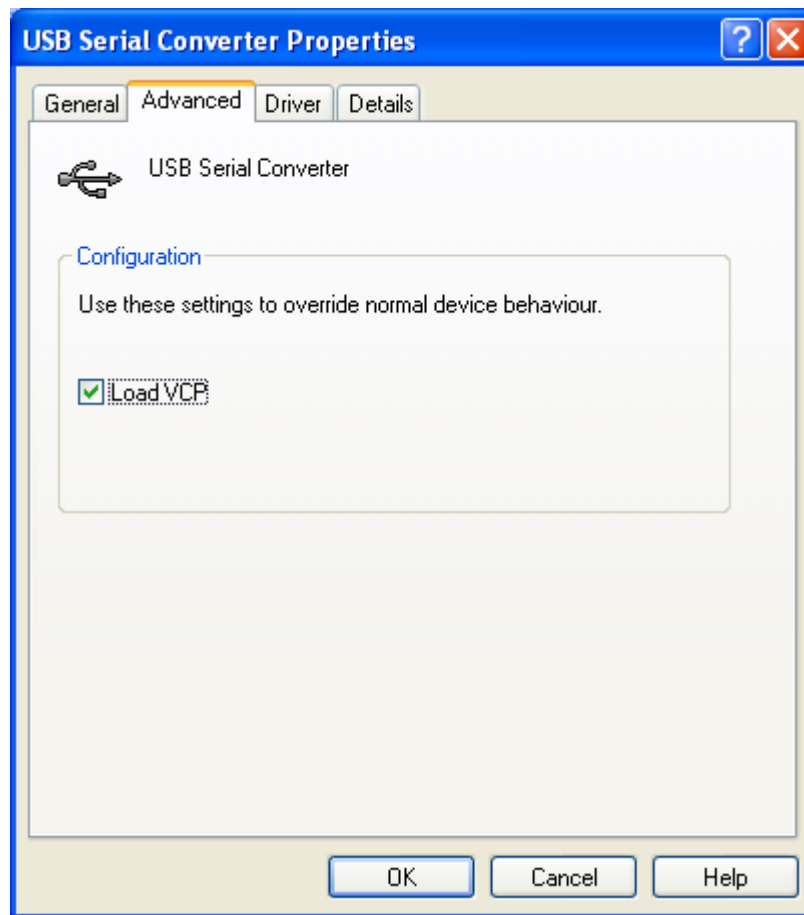 USB Serial Converter Properties
General Advanced Driver Details
USB Serial Converter
Configuration
Use these settings to override normal device behaviour.
Load VCP
OK Cancel Help